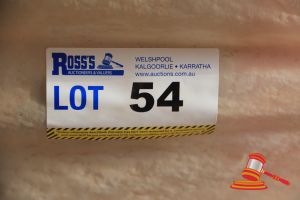 Ross's
AUCTIONEERS & VALUERS
WELSHPOOL
KALGOORLIE • KARRATHA
www.auctions.com.au
LOT 54